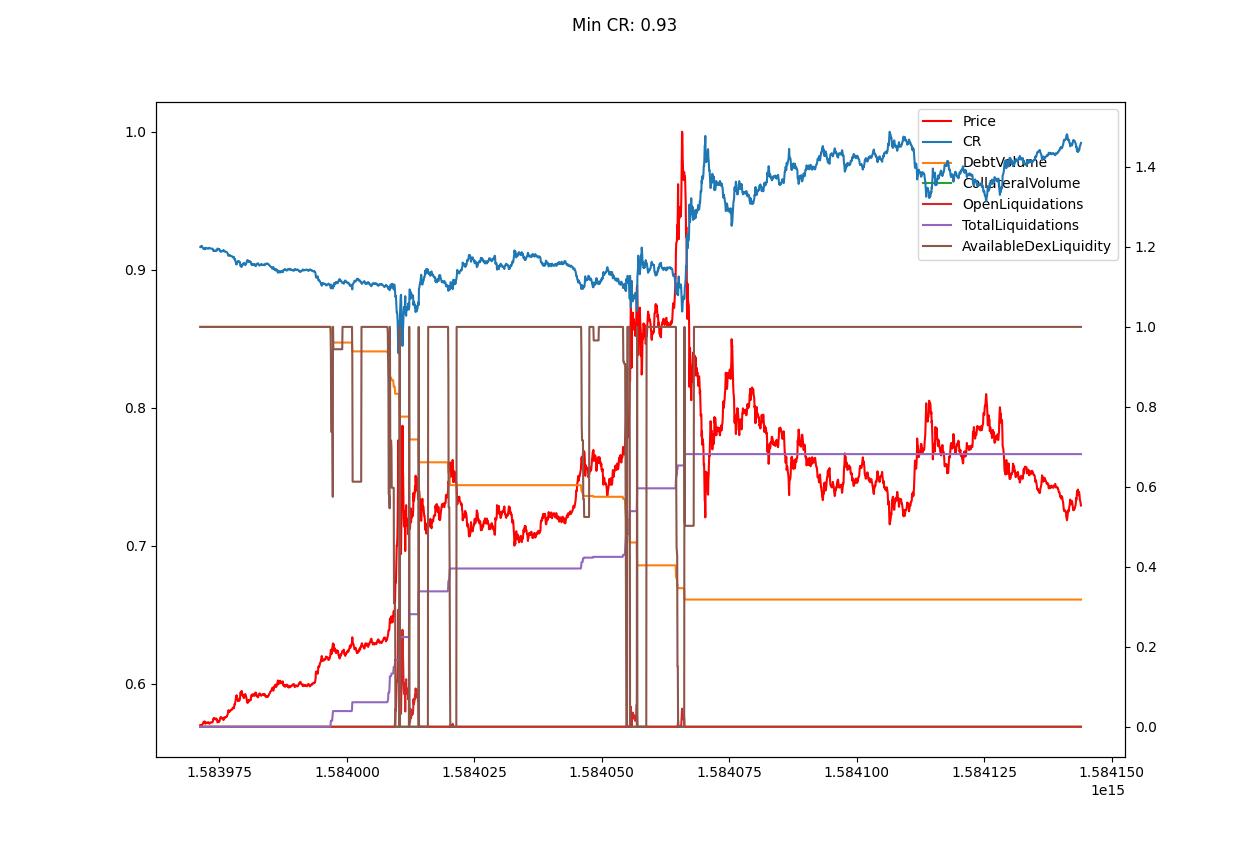 Min CR: 0.93
1.0
0.9
0.8
0.7
0.6
Price
CR
DebtVolume
CollateralVolume
OpenLiquidations
TotalLiquidations
AvailableDexLiquidity
1.4
1.2
1.0
0.8
0.6
0.4
0.2
0.0
1.583975 1.584000 1.584025 1.584050 1.584075 1.584100 1.584125 1.584150
1e15